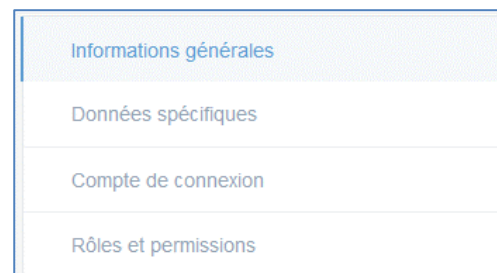 Informations générales
Données spécifiques
Compte de connexion
Rôles et permissions